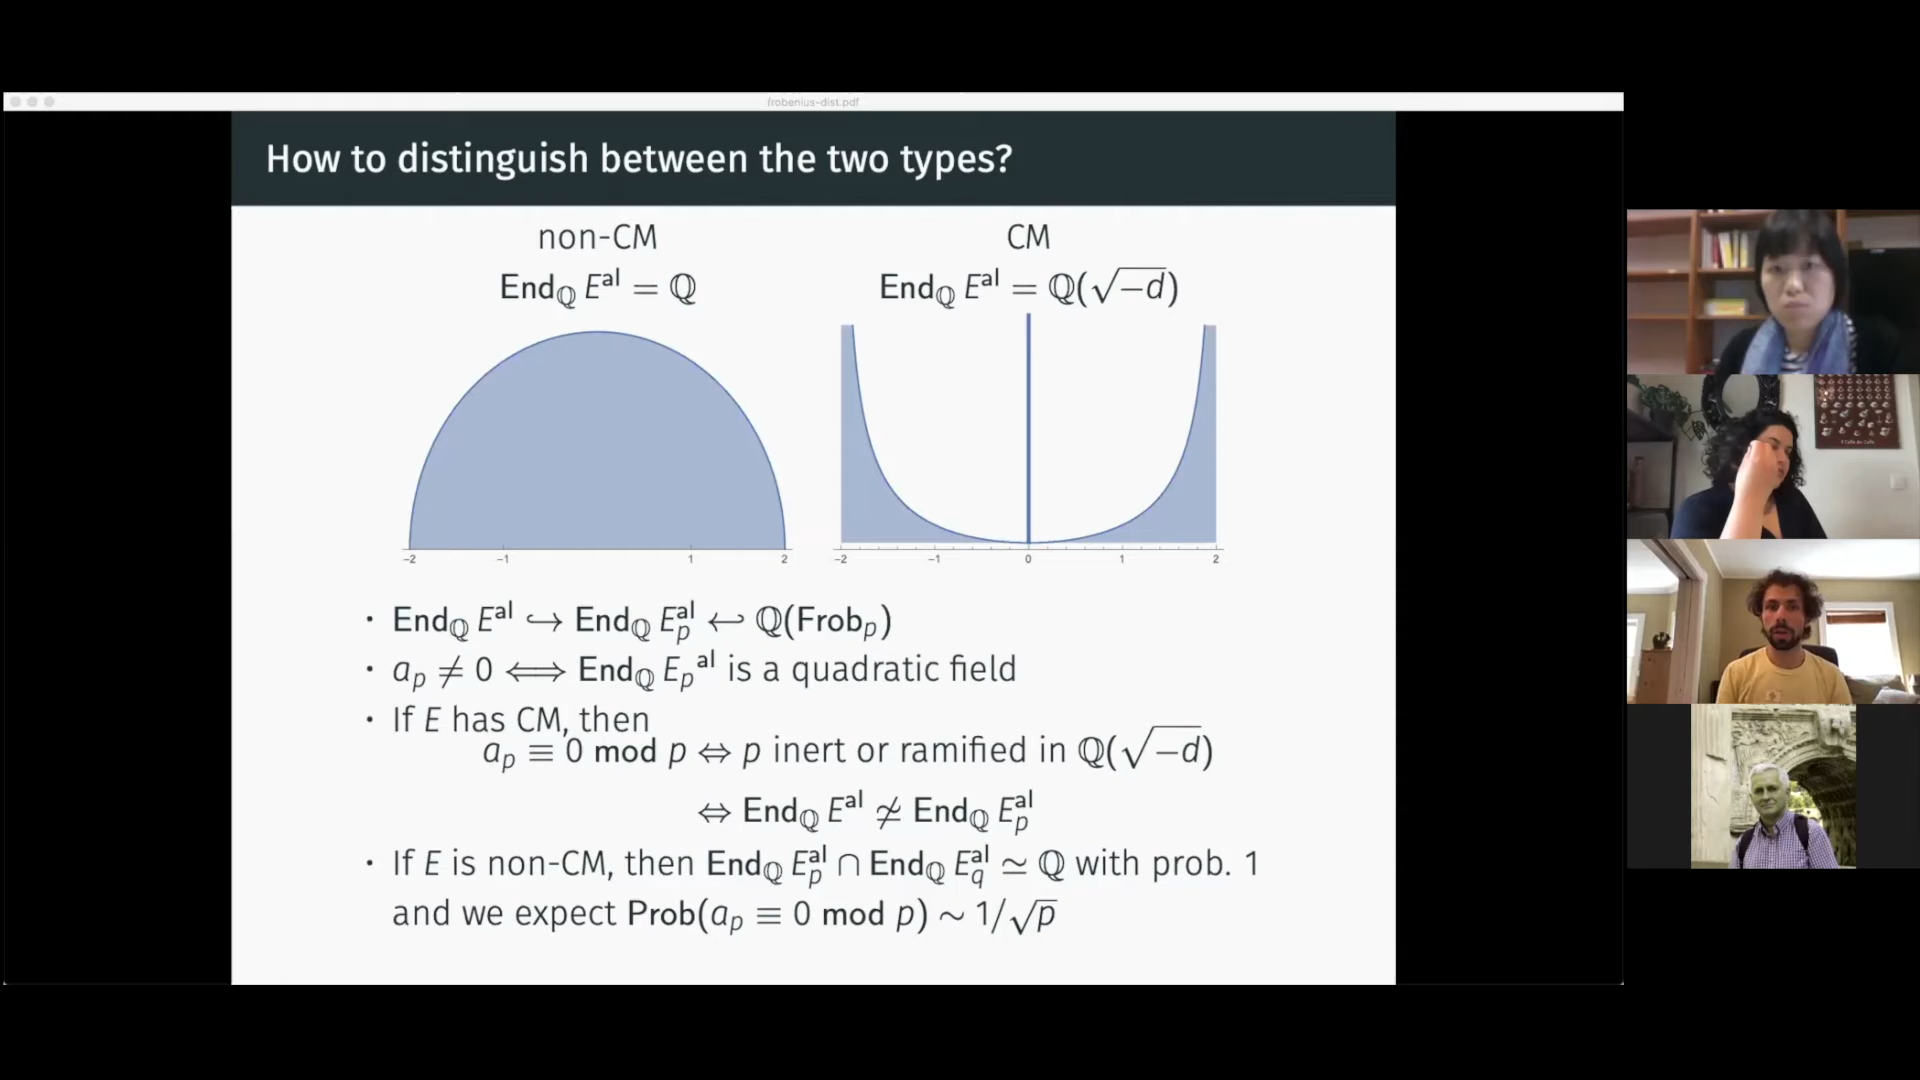 frobenius-dist.pdf
How to distinguish between the two types?
non-CM
CM
End_ℚ E^al = ℚ
End_ℚ E^al = ℚ(√−d)
−2 −1 1 2
−2 −1 0 1 2
• End_ℚ E^al ↪ End_ℚ E_p^al ↩ ℚ(Frob_p)
• a_p ≠ 0 ⟺ End_ℚ E_p^al is a quadratic field
• If E has CM, then
a_p ≡ 0 mod p ⇔ p inert or ramified in ℚ(√−d)
⇔ End_ℚ E^al ≄ End_ℚ E_p^al
• If E is non-CM, then End_ℚ E_p^al ∩ End_ℚ E_q^al ≃ ℚ with prob. 1
and we expect Prob(a_p ≡ 0 mod p) ∼ 1/√p